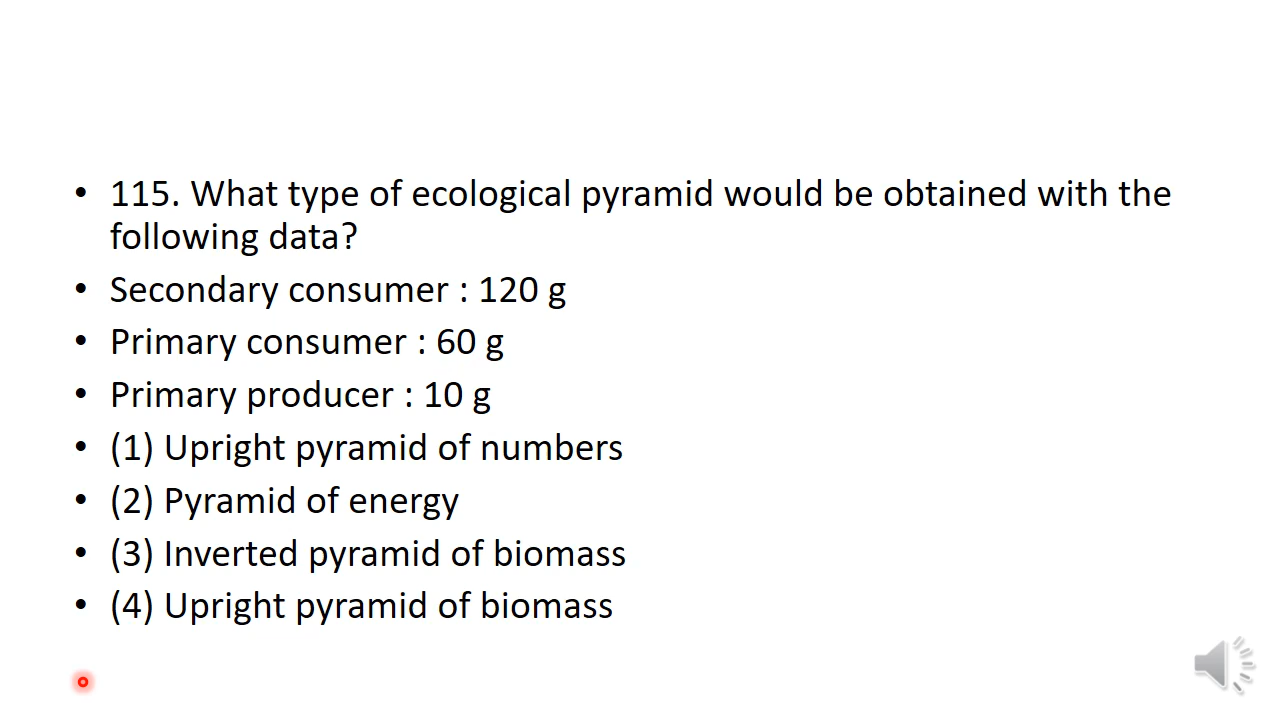 • 115. What type of ecological pyramid would be obtained with the
following data?
• Secondary consumer : 120 g
• Primary consumer : 60 g
• Primary producer : 10 g
• (1) Upright pyramid of numbers
• (2) Pyramid of energy
• (3) Inverted pyramid of biomass
• (4) Upright pyramid of biomass